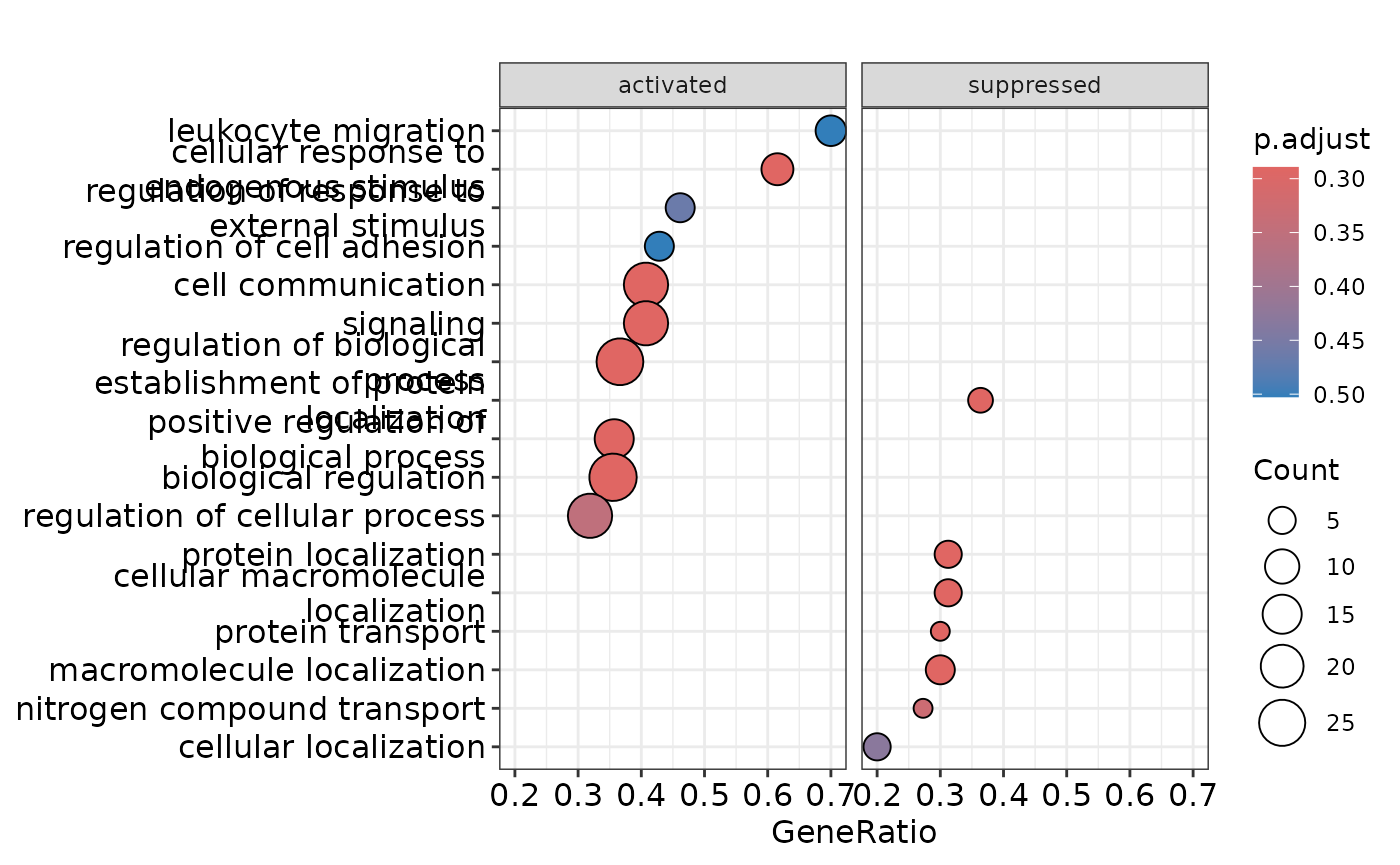 activated
suppressed
leukocyte migration
cellular response to
endogenous stimulus
regulation of response to
external stimulus
regulation of cell adhesion
cell communication
signaling
regulation of biological
process
establishment of protein
localization
positive regulation of
biological process
biological regulation
regulation of cellular process
protein localization
cellular macromolecule
localization
protein transport
macromolecule localization
nitrogen compound transport
cellular localization
0.2 0.3 0.4 0.5 0.6 0.7
0.2 0.3 0.4 0.5 0.6 0.7
GeneRatio
p.adjust
0.30
0.35
0.40
0.45
0.50
Count
5
10
15
20
25